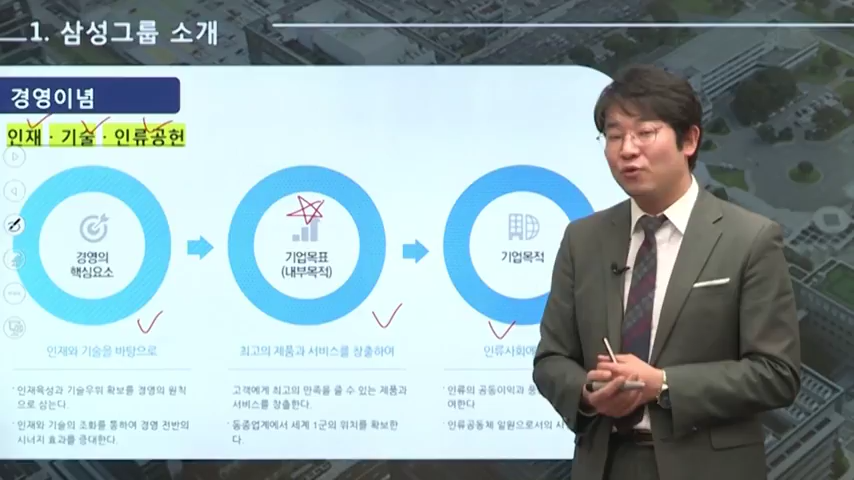 1. 삼성그룹 소개
경영이념
인재 · 기술 · 인류공헌
경영의
핵심요소
기업목표
(내부목적)
기업목적
인재와 기술을 바탕으로
최고의 제품과 서비스를 창출하여
인류사회에
· 인재육성과 기술우위 확보를 경영의 원칙
으로 삼는다.
· 인재와 기술의 조화를 통하여 경영 전반의
시너지 효과를 증대한다.
고객에게 최고의 만족을 줄 수 있는 제품과
서비스를 창출한다.
· 동종업계에서 세계 1군의 위치를 확보한
다.
· 인류의 공동이익과
여한다
· 인류공동체 일원으로서의